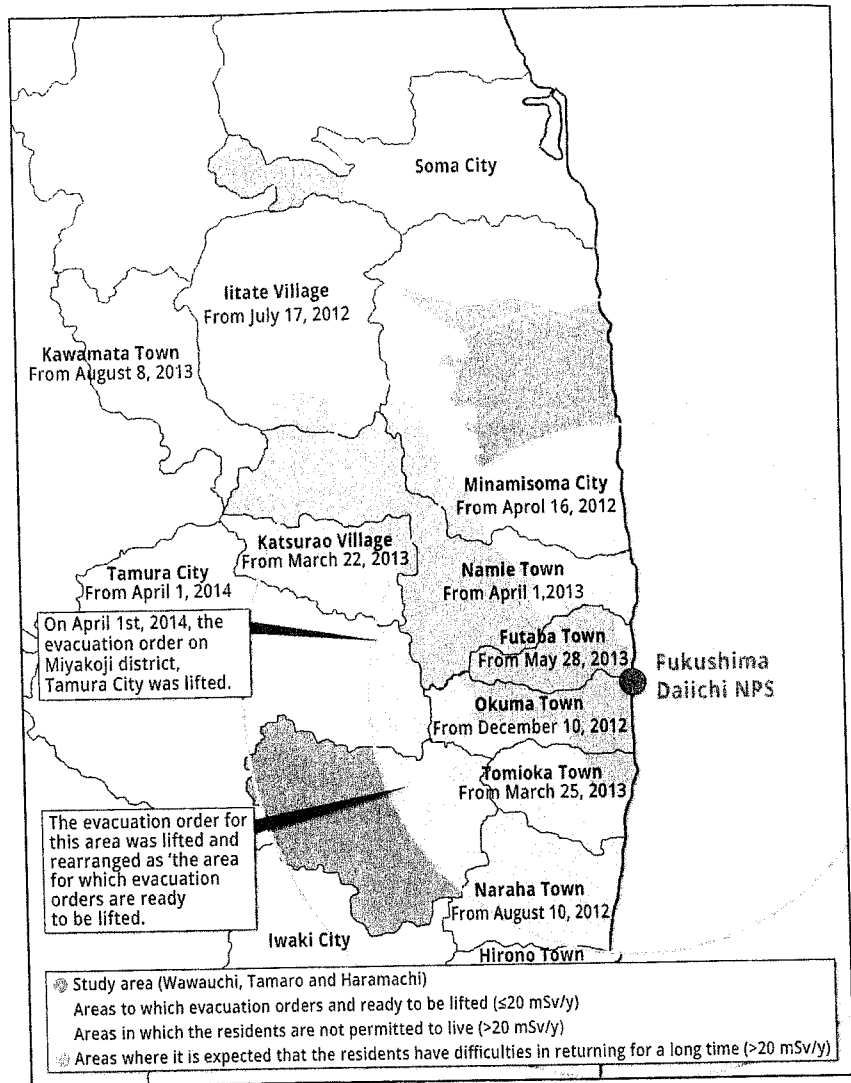 Soma City
Iitate Village
From July 17, 2012
Kawamata Town
From August 8, 2013
Minamisoma City
From Aprol 16, 2012
Katsurao Village
From March 22, 2013
Tamura City
From April 1, 2014
Namie Town
From April 1,2013
On April 1st, 2014, the
evacuation order on
Miyakoji district,
Tamura City was lifted.
Futaba Town
From May 28, 2013
Fukushima
Daiichi NPS
Okuma Town
From December 10, 2012
Tomioka Town
From March 25, 2013
The evacuation order for
this area was lifted and
rearranged as 'the area
for which evacuation
orders are ready
to be lifted.
Naraha Town
From August 10, 2012
Iwaki City
Hirono Town
Study area (Wawauchi, Tamaro and Haramachi)
Areas to which evacuation orders and ready to be lifted (≤20 mSv/y)
Areas in which the residents are not permitted to live (>20 mSv/y)
Areas where it is expected that the residents have difficulties in returning for a long time (>20 mSv/y)